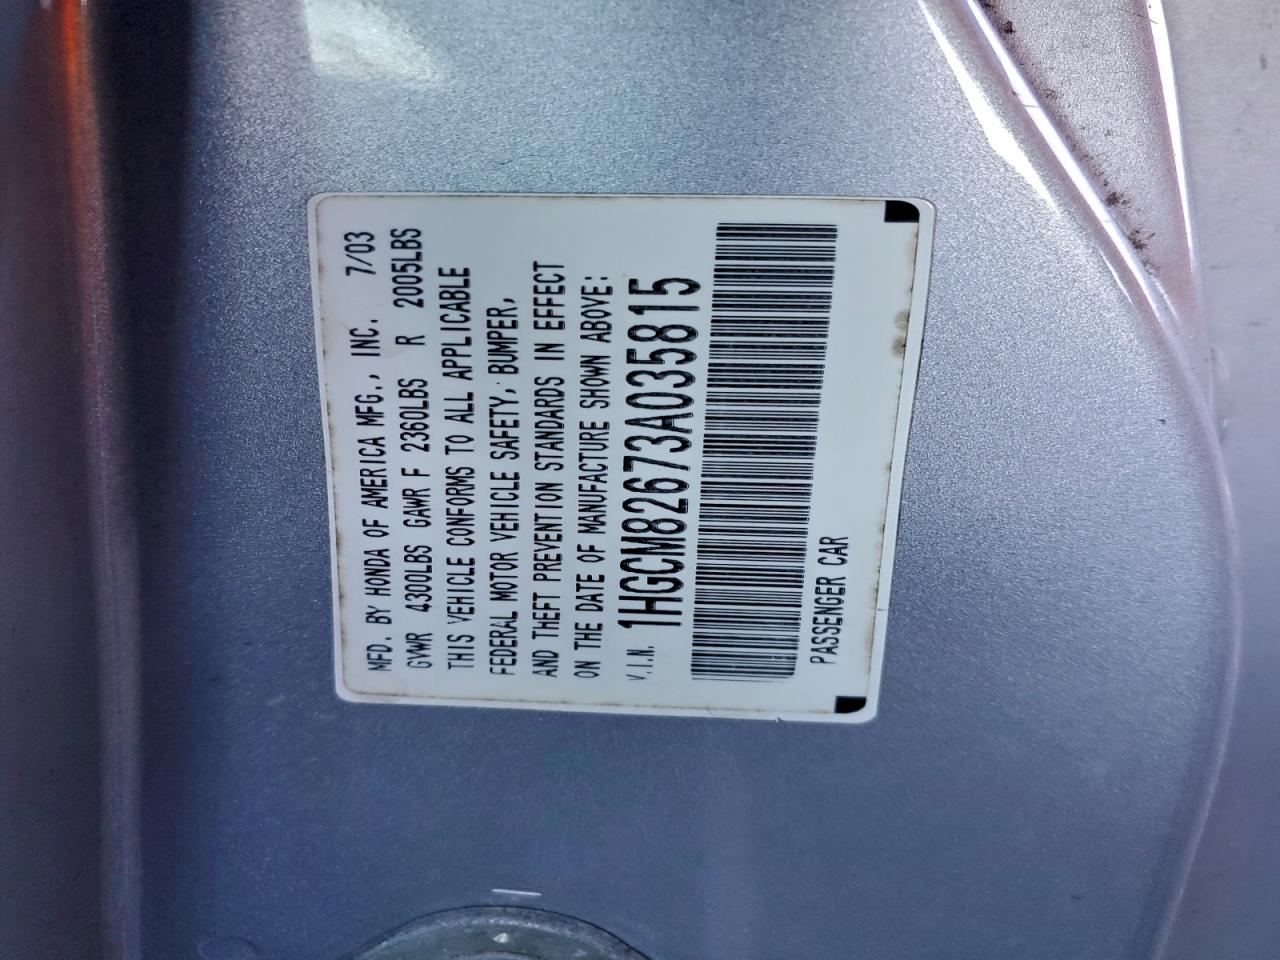 MFD. BY HONDA OF AMERICA MFG., INC. 7/03
GVWR 4300LBS GAWR F 2360LBS R 2005LBS
THIS VEHICLE CONFORMS TO ALL APPLICABLE
FEDERAL MOTOR VEHICLE SAFETY, BUMPER,
AND THEFT PREVENTION STANDARDS IN EFFECT
ON THE DATE OF MANUFACTURE SHOWN ABOVE:
V.I.N. 1HGCM82673A035815
PASSENGER CAR